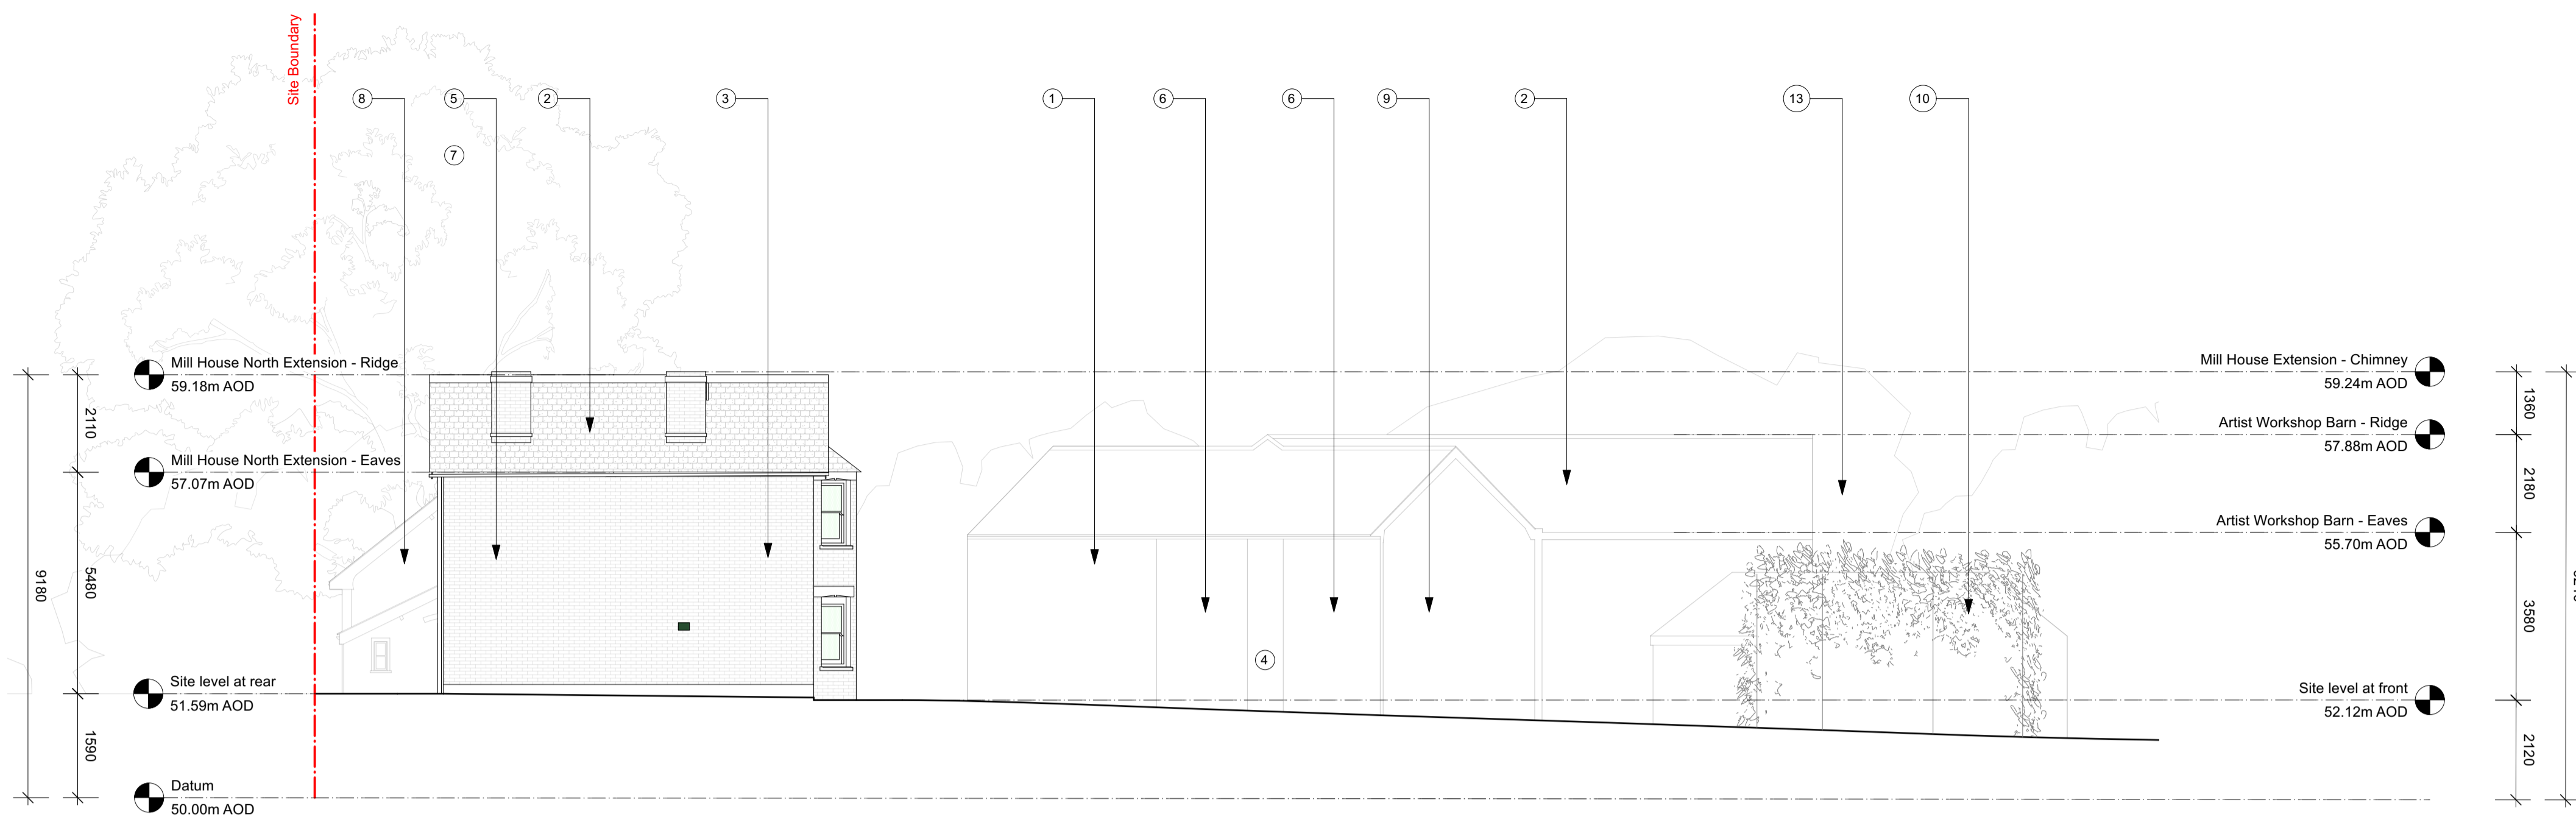 Site Boundary
8
5
2
3
1
6
6
9
2
13
10
7
Mill House North Extension - Ridge
59.18m AOD
Mill House Extension - Chimney
59.24m AOD
2110
1360
Artist Workshop Barn - Ridge
57.88m AOD
Mill House North Extension - Eaves
57.07m AOD
2180
Artist Workshop Barn - Eaves
55.70m AOD
9180
5480
3580
4
Site level at rear
51.59m AOD
Site level at front
52.12m AOD
1590
2120
Datum
50.00m AOD